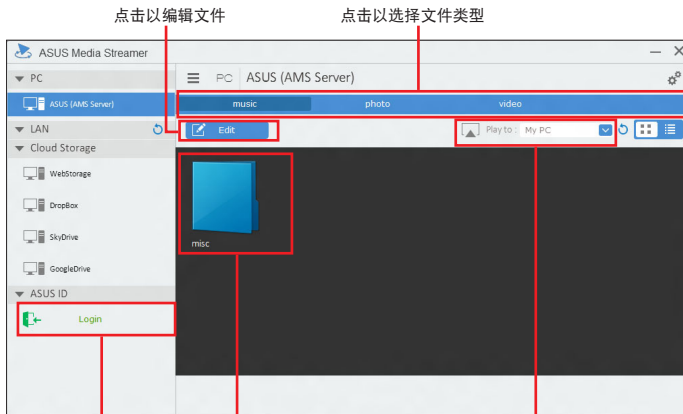 点击以编辑文件
点击以选择文件类型
ASUS Media Streamer
PC
PC ASUS (AMS Server)
ASUS (AMS Server)
music photo video
LAN
Edit
Play to : My PC
Cloud Storage
WebStorage
DropBox
SkyDrive
misc
GoogleDrive
ASUS ID
Login